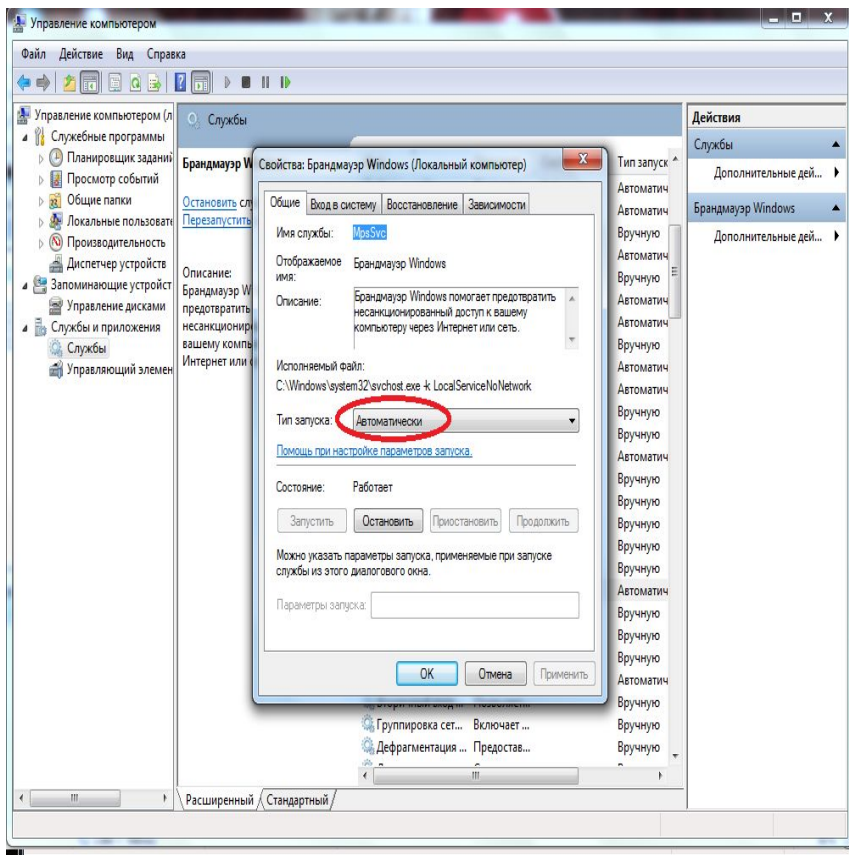 Управление компьютером
Файл Действие Вид Справка
Управление компьютером (л
Служебные программы
Планировщик заданий
Просмотр событий
Общие папки
Локальные пользовате
Производительность
Диспетчер устройств
Запоминающие устройст
Управление дисками
Службы и приложения
Службы
Управляющий элемен
Службы
Брандмауэр W
Остановить сл
Перезапустить
Описание:
Брандмауэр W
предотвратить
несанкциониро
вашему компь
Интернет или с
Свойства: Брандмауэр Windows (Локальный компьютер)
Общие Вход в систему Восстановление Зависимости
Имя службы: MpsSvc
Отображаемое имя: Брандмауэр Windows
Описание: Брандмауэр Windows помогает предотвратить
несанкционированный доступ к вашему
компьютеру через Интернет или сеть.
Исполняемый файл:
C:\Windows\system32\svchost.exe -k LocalServiceNoNetwork
Тип запуска: Автоматически
Помощь при настройке параметров запуска.
Состояние: Работает
Запустить Остановить Приостановить Продолжить
Можно указать параметры запуска, применяемые при запуске
службы из этого диалогового окна.
Параметры запуска:
OK Отмена Применить
Тип запуск
Автоматич
Автоматич
Вручную
Автоматич
Вручную
Автоматич
Автоматич
Вручную
Автоматич
Автоматич
Вручную
Вручную
Автоматич
Вручную
Вручную
Вручную
Вручную
Вручную
Автоматич
Вручную
Вручную
Вручную
Автоматич
Вручную
Группировка сет... Включает ... Вручную
Дефрагментация ... Предостав... Вручную
Расширенный Стандартный
Действия
Службы
Дополнительные дей...
Брандмауэр Windows
Дополнительные дей...